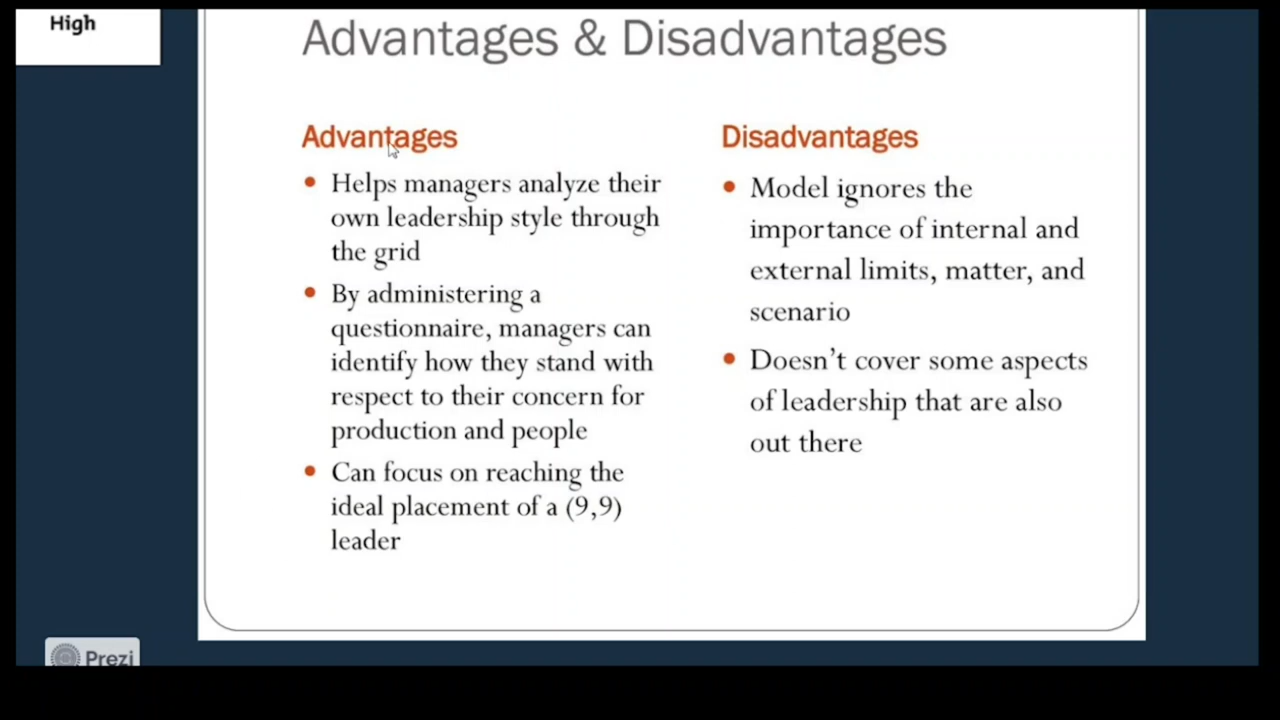 High
Advantages & Disadvantages
Advantages
Helps managers analyze their
own leadership style through
the grid
By administering a
questionnaire, managers can
identify how they stand with
respect to their concern for
production and people
Can focus on reaching the
ideal placement of a (9,9)
leader
Disadvantages
Model ignores the
importance of internal and
external limits, matter, and
scenario
Doesn't cover some aspects
of leadership that are also
out there
Prezi